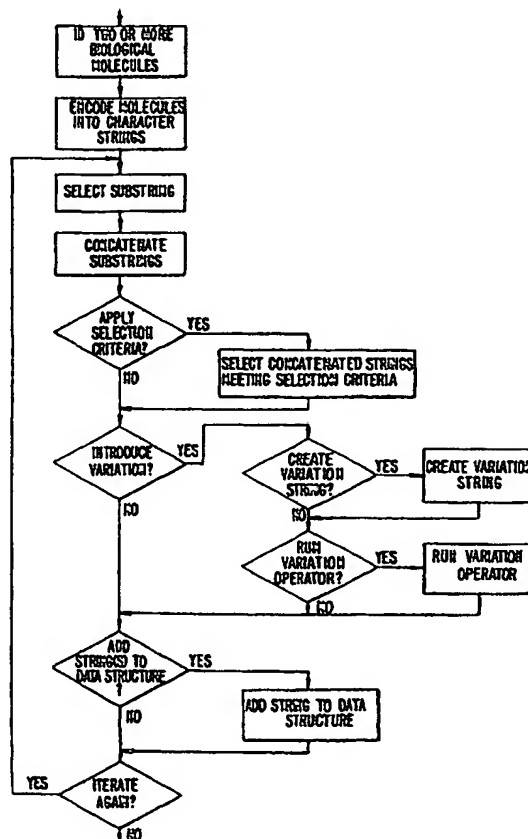 ID TWO OR MORE
BIOLOGICAL
MOLECULES
ENCODE MOLECULES
INTO CHARACTER
STRINGS
SELECT SUBSTRING
CONCATENATE
SUBSTRINGS
APPLY
SELECTION
CRITERIA?
YES
NO
SELECT CONCATENATED STRINGS
MEETING SELECTION CRITERIA
INTRODUCE
VARIATION?
YES
NO
CREATE
VARIATION
STRING?
YES
NO
CREATE VARIATION
STRING
RUN
VARIATION
OPERATOR?
YES
NO
RUN VARIATION
OPERATOR
ADD
STRING(S) TO
DATA STRUCTURE
?
YES
NO
ADD STRING TO DATA
STRUCTURE
ITERATE
AGAIN?
YES
NO